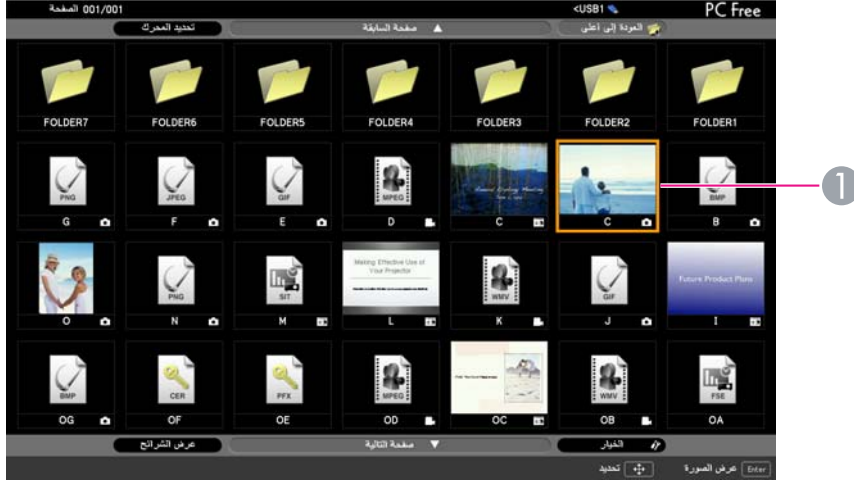 PC Free
<USB1
001/001 الصفحة
العودة إلى أعلى
صفحة السابقة
تحديد المحرك
FOLDER1
FOLDER2
FOLDER3
FOLDER4
FOLDER5
FOLDER6
FOLDER7
1
BMP
MPEG
GIF
JPEG
PNG
B
C
C
D
E
F
G
Future Product Plans
GIF
WMV
Making Effective Use of
Your Projector
SIT
PNG
I
J
K
L
M
N
O
FSE
WMV
MPEG
PFX
CER
BMP
OA
OB
OC
OD
OE
OF
OG
الخيار
صفحة التالية
عرض الشرائح
Enter عرض الصورة
تحديد